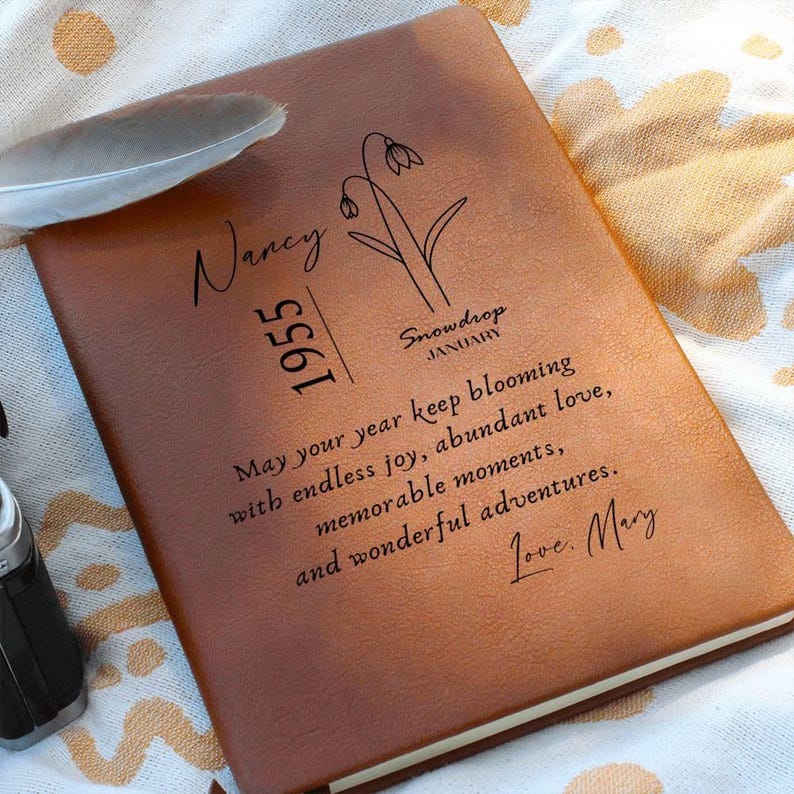 Nancy
1955
Snowdrop
JANUARY
May your year keep blooming
with endless joy, abundant love,
memorable moments,
and wonderful adventures.
Love, Mary